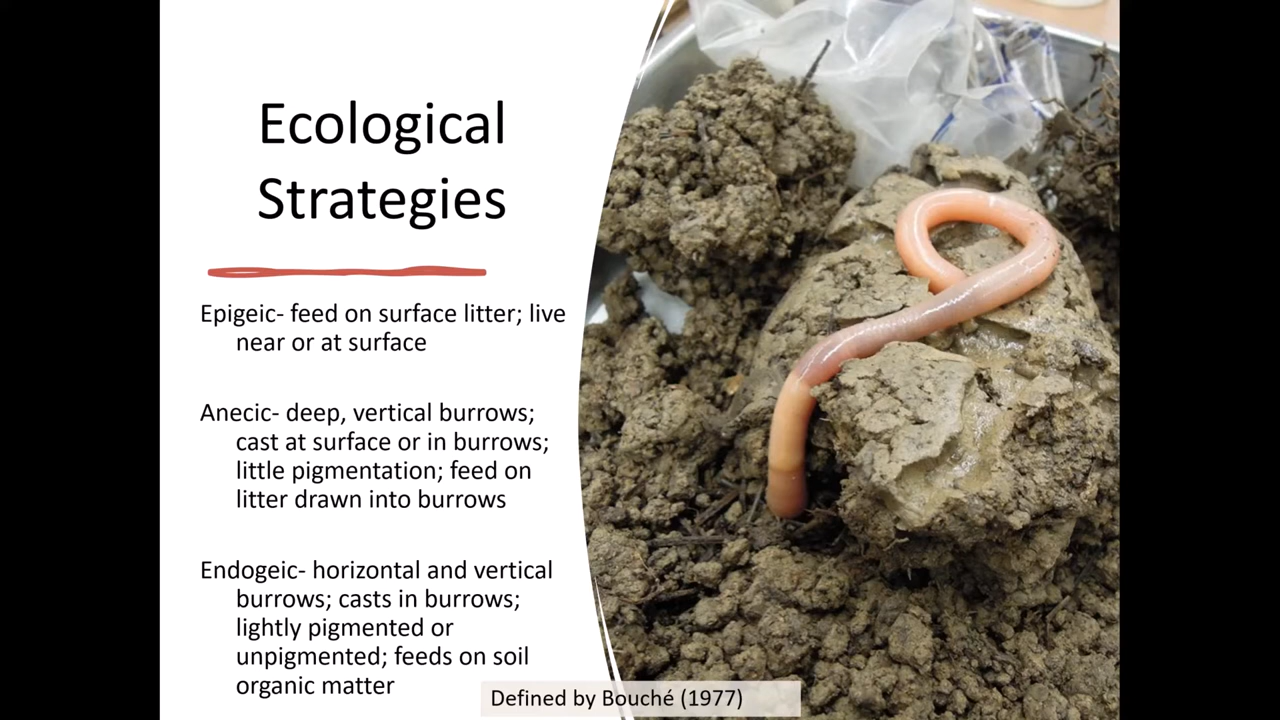 Ecological
Strategies
Epigeic- feed on surface litter; live
near or at surface
Anecic- deep, vertical burrows;
cast at surface or in burrows;
little pigmentation; feed on
litter drawn into burrows
Endogeic- horizontal and vertical
burrows; casts in burrows;
lightly pigmented or
unpigmented; feeds on soil
organic matter
Defined by Bouché (1977)